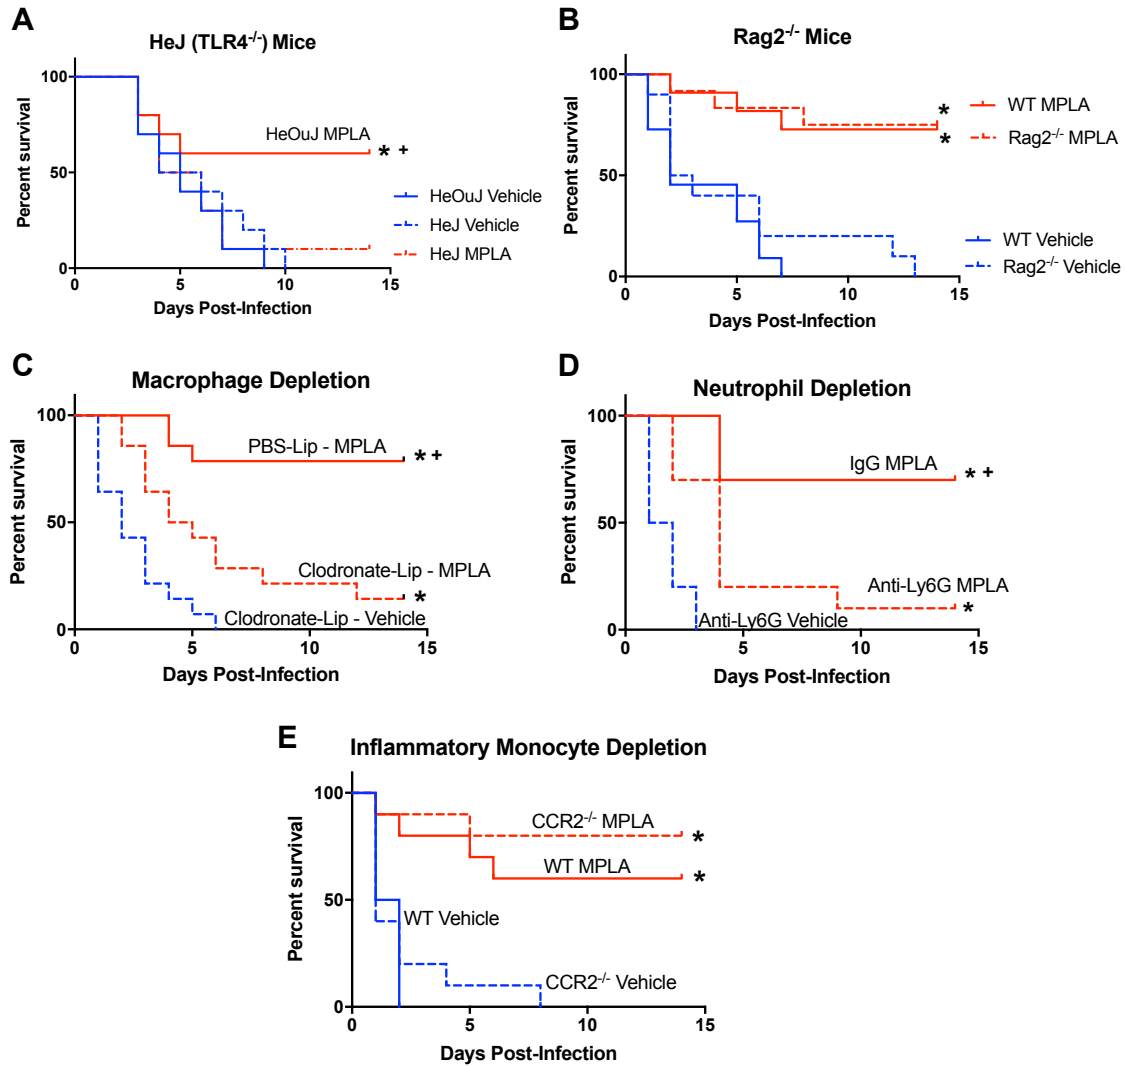 A
HeJ (TLR4-/-) Mice
Percent survival
100
50
0
0 5 10 15
Days Post-Infection
HeOuJ MPLA
* +
HeOuJ Vehicle
HeJ Vehicle
HeJ MPLA
B
Rag2-/- Mice
Percent survival
100
50
0
0 5 10 15
Days Post-Infection
*
*
WT MPLA
Rag2-/- MPLA
WT Vehicle
Rag2-/- Vehicle
C
Macrophage Depletion
Percent survival
100
50
0
0 5 10 15
Days Post-Infection
PBS-Lip - MPLA
* +
Clodronate-Lip - MPLA
*
Clodronate-Lip - Vehicle
D
Neutrophil Depletion
Percent survival
100
50
0
0 5 10 15
Days Post-Infection
IgG MPLA
* +
Anti-Ly6G MPLA
*
Anti-Ly6G Vehicle
E
Inflammatory Monocyte Depletion
Percent survival
100
50
0
0 5 10 15
Days Post-Infection
CCR2-/- MPLA
*
WT MPLA
*
WT Vehicle
CCR2-/- Vehicle